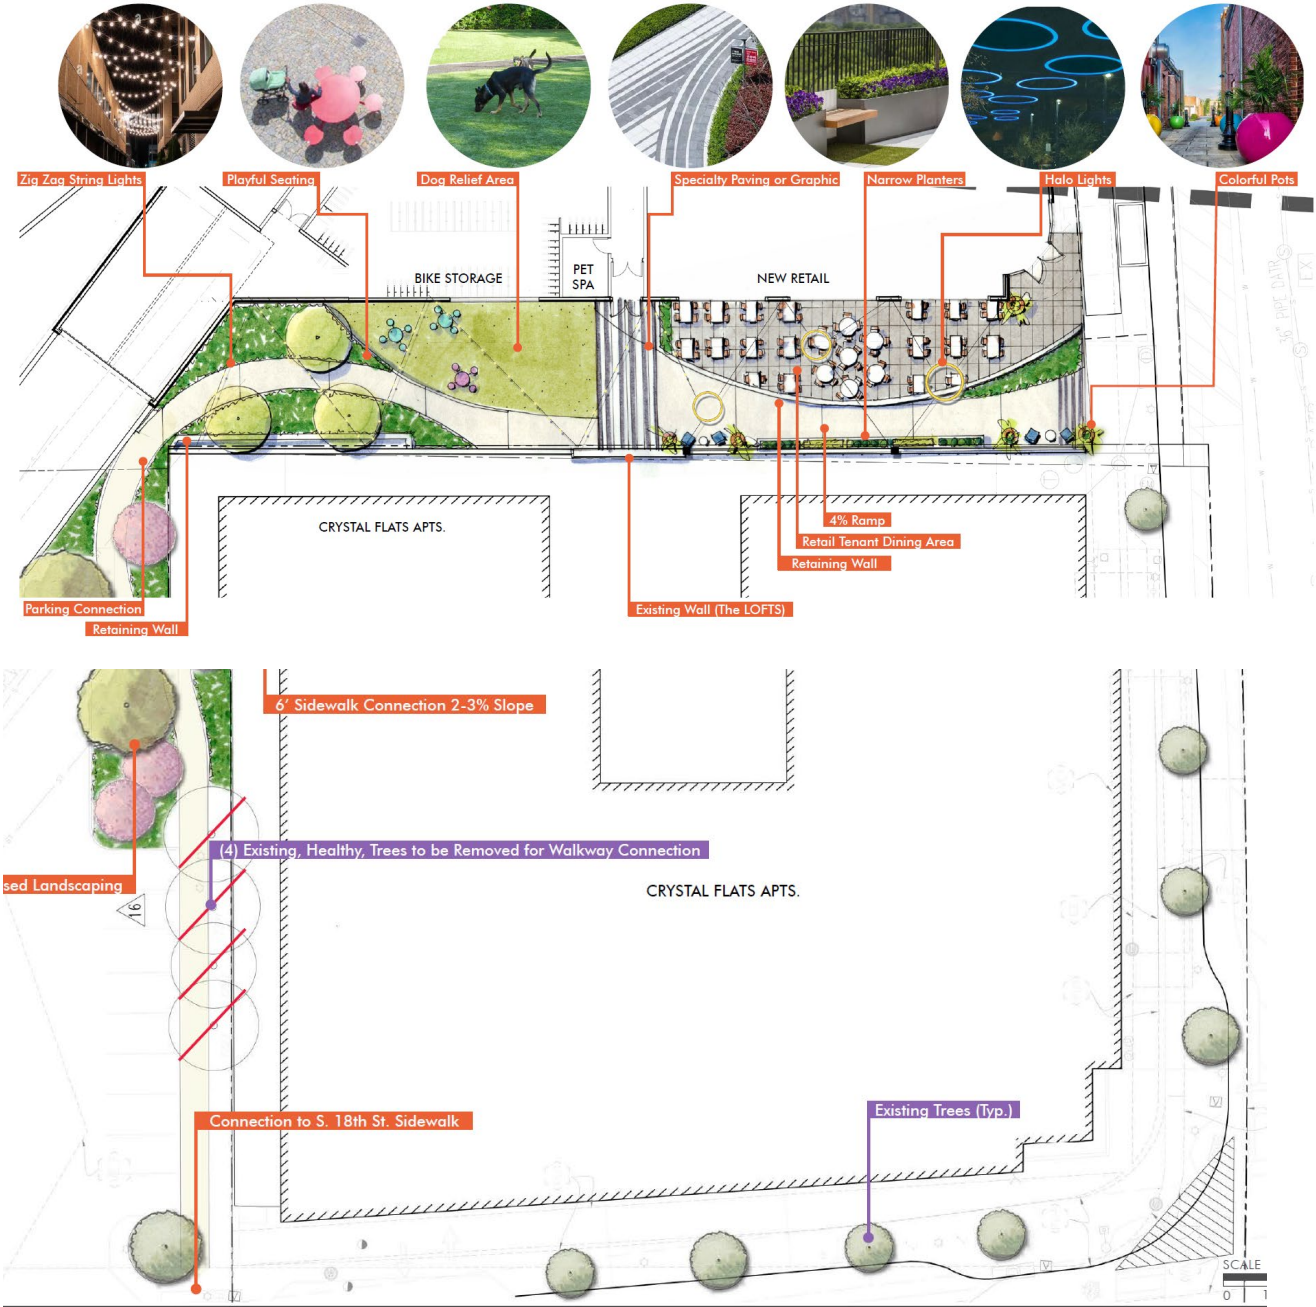 Zig Zag String Lights
Playful Seating
Dog Relief Area
Specialty Paving or Graphic
Narrow Planters
Halo Lights
Colorful Pots
BIKE STORAGE
PET
SPA
NEW RETAIL
36" PIPE DATA
CRYSTAL FLATS APTS.
4% Ramp
Retail Tenant Dining Area
Retaining Wall
Parking Connection
Retaining Wall
Existing Wall (The LOFTS)
6' Sidewalk Connection 2-3% Slope
(4) Existing, Healthy, Trees to be Removed for Walkway Connection
sed Landscaping
16
CRYSTAL FLATS APTS.
Existing Trees (Typ.)
Connection to S. 18th St. Sidewalk
SCALE
0 1